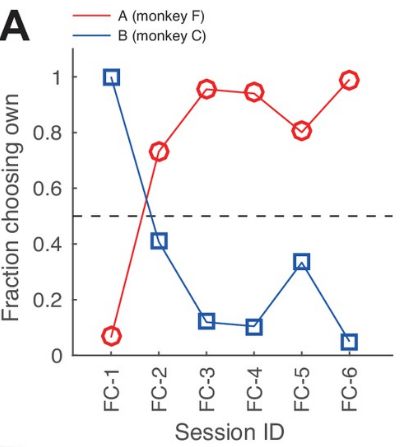 A
A (monkey F)
B (monkey C)
Fraction choosing own
1
0.8
0.6
0.4
0.2
0
FC-1
FC-2
FC-3
FC-4
FC-5
FC-6
Session ID